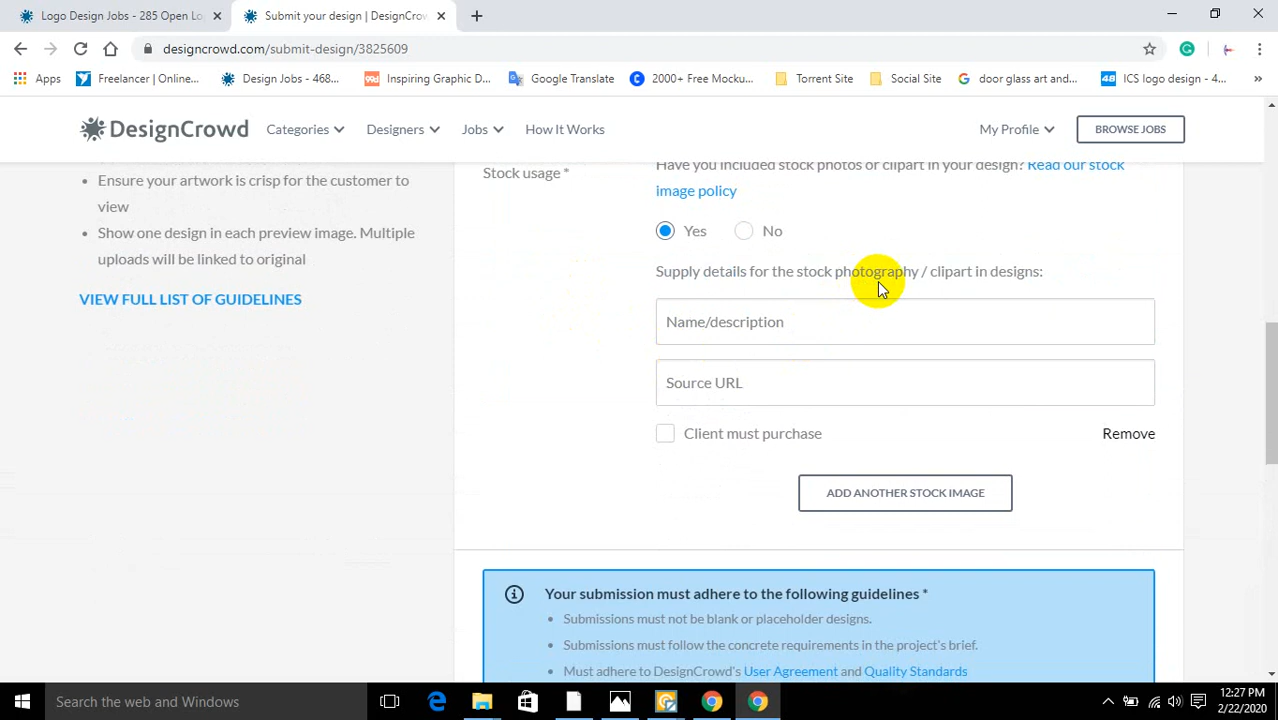 Logo Design Jobs - 285 Open Lo
Submit your design | DesignCrow
designcrowd.com/submit-design/3825609
Apps
Freelancer | Online...
Design Jobs - 468...
Inspiring Graphic D...
Google Translate
2000+ Free Mocku...
Torrent Site
Social Site
door glass art and...
ICS logo design - 4...
DesignCrowd
Categories
Designers
Jobs
How It Works
My Profile
BROWSE JOBS
Ensure your artwork is crisp for the customer to
view
Show one design in each preview image. Multiple
uploads will be linked to original
VIEW FULL LIST OF GUIDELINES
Stock usage *
Have you included stock photos or clipart in your design? Read our stock
image policy
Yes
No
Supply details for the stock photography / clipart in designs:
Name/description
Source URL
Client must purchase
Remove
ADD ANOTHER STOCK IMAGE
Your submission must adhere to the following guidelines *
Submissions must not be blank or placeholder designs.
Submissions must follow the concrete requirements in the project's brief.
Must adhere to DesignCrowd's User Agreement and Quality Standards
Search the web and Windows
12:27 PM
2/22/2020